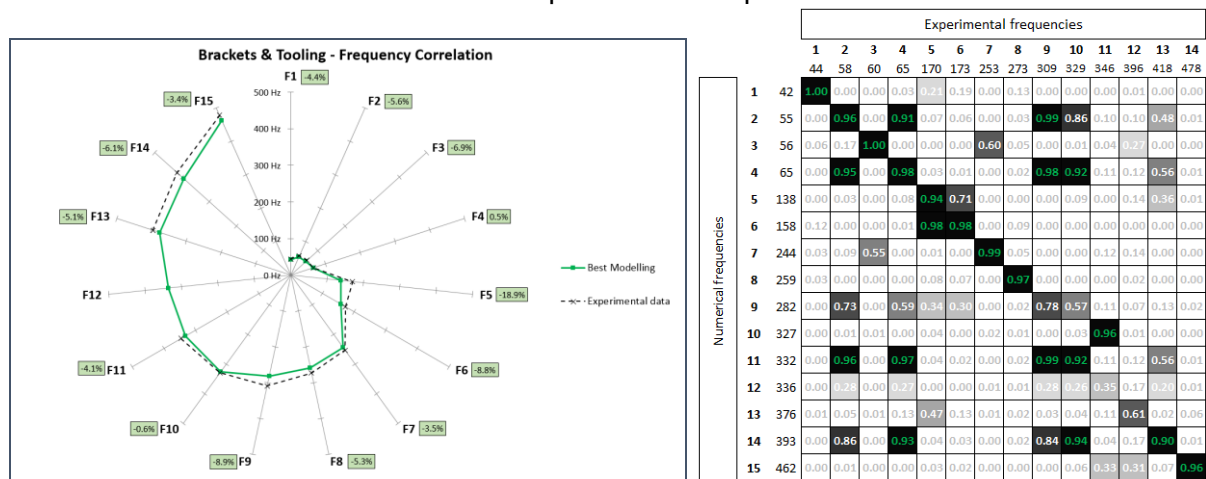 Brackets & Tooling - Frequency Correlation
F1 -4.4%
500 Hz
-3.4% F15
F2 -5.6%
400 Hz
-6.1% F14
F3 -6.9%
300 Hz
200 Hz
-5.1% F13
F4 0.5%
100 Hz
0 Hz
Best Modelling
F12
F5 -18.9%
Experimental data
-4.1% F11
F6 -8.8%
-0.6% F10
F7 -3.5%
-8.9% F9
F8 -5.3%
Experimental frequencies
1 2 3 4 5 6 7 8 9 10 11 12 13 14
44 58 60 65 170 173 253 273 309 329 346 396 418 478
Numerical frequencies
1 42 1.00 0.00 0.00 0.03 0.21 0.19 0.00 0.13 0.00 0.00 0.00 0.01 0.00 0.00
2 55 0.00 0.96 0.00 0.91 0.07 0.06 0.00 0.03 0.99 0.86 0.10 0.10 0.48 0.01
3 56 0.06 0.17 1.00 0.00 0.00 0.00 0.60 0.05 0.00 0.01 0.04 0.27 0.00 0.00
4 65 0.00 0.95 0.00 0.98 0.03 0.01 0.00 0.02 0.98 0.92 0.11 0.12 0.56 0.01
5 138 0.00 0.03 0.00 0.08 0.94 0.71 0.00 0.00 0.00 0.09 0.00 0.14 0.36 0.01
6 158 0.12 0.00 0.00 0.01 0.98 0.98 0.00 0.04 0.00 0.00 0.00 0.14 0.00 0.00
7 244 0.03 0.09 0.55 0.00 0.01 0.00 0.99 0.05 0.00 0.00 0.12 0.14 0.00 0.00
8 259 0.03 0.00 0.00 0.00 0.08 0.07 0.00 0.97 0.00 0.00 0.00 0.02 0.00 0.00
9 282 0.00 0.73 0.00 0.59 0.34 0.30 0.00 0.02 0.78 0.57 0.11 0.07 0.13 0.02
10 327 0.00 0.01 0.01 0.00 0.04 0.00 0.02 0.01 0.00 0.03 0.96 0.01 0.00 0.00
11 332 0.00 0.96 0.00 0.97 0.04 0.02 0.00 0.02 0.99 0.92 0.11 0.12 0.56 0.01
12 336 0.00 0.28 0.00 0.27 0.00 0.00 0.01 0.01 0.28 0.26 0.35 0.17 0.20 0.01
13 376 0.01 0.05 0.01 0.13 0.47 0.13 0.01 0.02 0.03 0.04 0.11 0.61 0.02 0.06
14 393 0.00 0.86 0.00 0.93 0.04 0.03 0.00 0.02 0.84 0.94 0.04 0.17 0.90 0.01
15 462 0.00 0.01 0.00 0.00 0.03 0.02 0.00 0.00 0.00 0.06 0.33 0.31 0.07 0.96